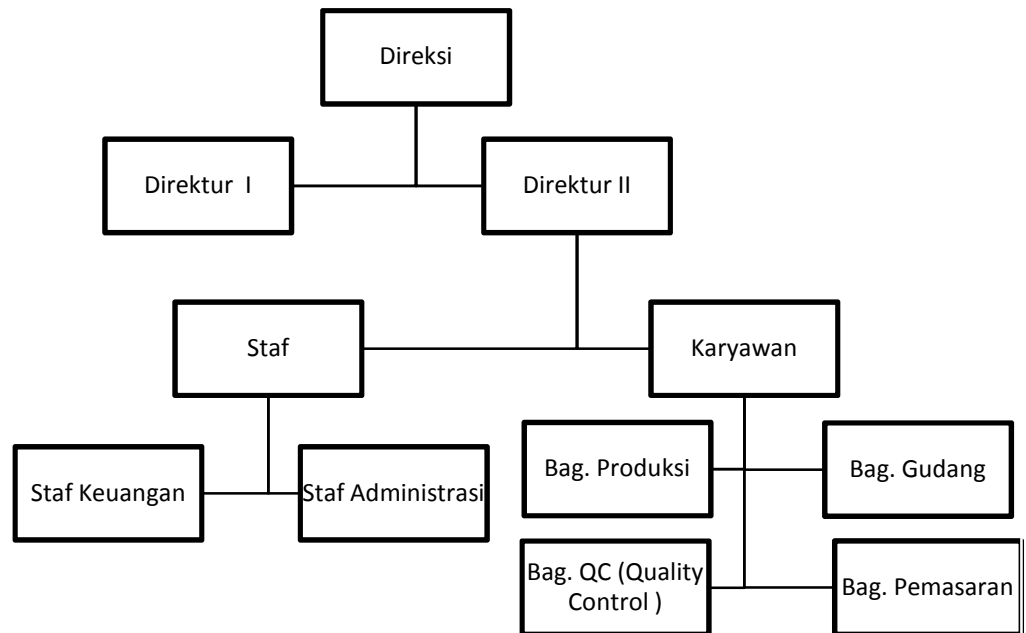 Direksi
Direktur I
Direktur II
Staf
Karyawan
Bag. Produksi
Bag. Gudang
Staf Keuangan
Staf Administrasi
Bag. QC (Quality
Control )
Bag. Pemasaran